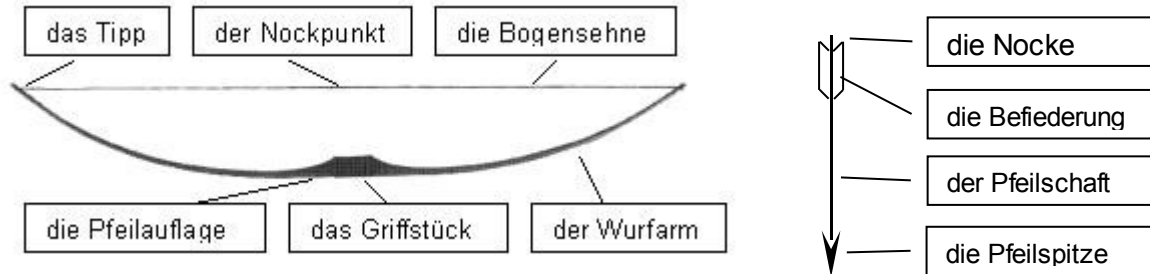 das Tipp
der Nockpunkt
die Bogensehne
die Pfeilauflage
das Griffstück
der Wurfarm
die Nocke
die Befiederung
der Pfeilschaft
die Pfeilspitze